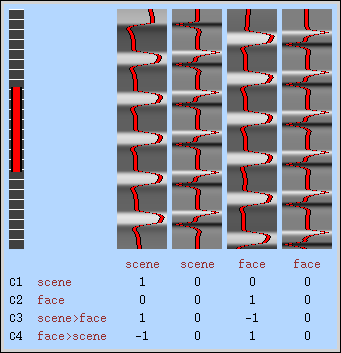 scene scene face face
C1 scene 1 0 0 0
C2 face 0 0 1 0
C3 scene>face 1 0 -1 0
C4 face>scene -1 0 1 0